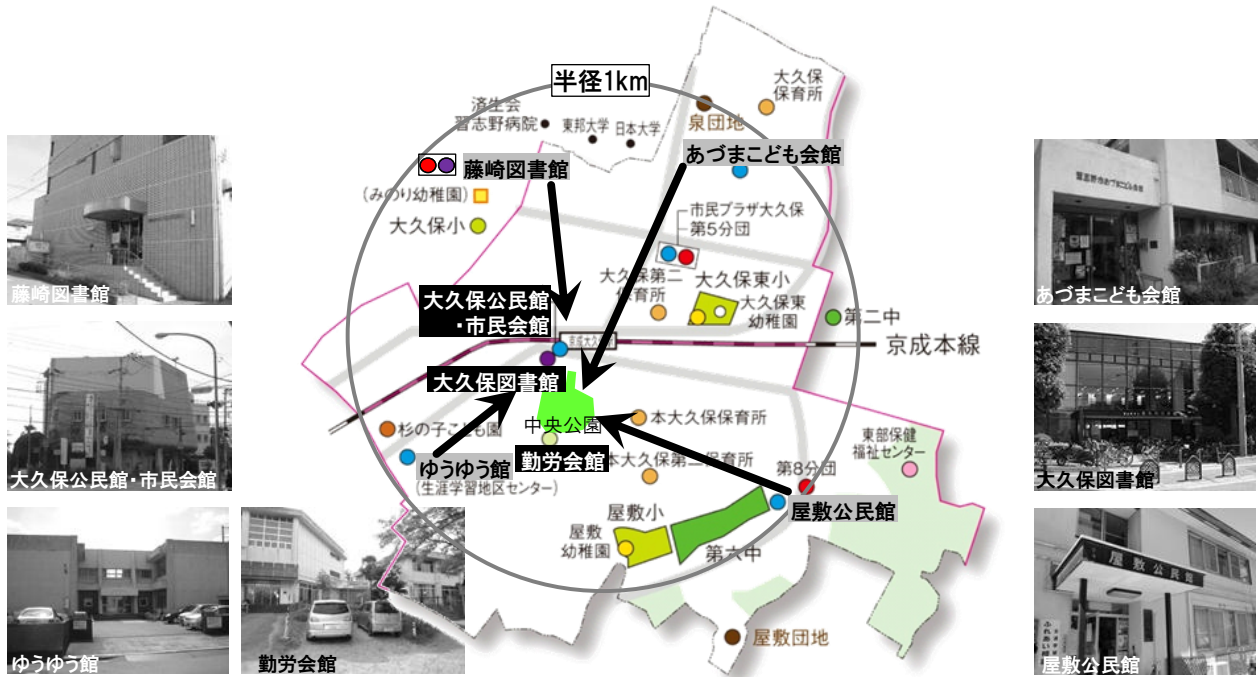 半径1km
大久保
保育所
済生会
習志野病院
東邦大学
日本大学
泉団地
あづまこども会館
藤崎図書館
(みのり幼稚園)
大久保小
市民プラザ大久保
第5分団
大久保第二
保育所
大久保東小
大久保東
幼稚園
大久保公民館
・市民会館
第二中
京成本線
大久保図書館
中央公園
本大久保保育所
杉の子こども園
勤労会館
本大久保第二保育所
東部保健
福祉センター
ゆうゆう館
(生涯学習地区センター)
第8分団
屋敷公民館
屋敷小
屋敷
幼稚園
第六中
屋敷団地
藤崎図書館
大久保公民館・市民会館
ゆうゆう館
勤労会館
あづまこども会館
大久保図書館
屋敷公民館
屋敷公民館